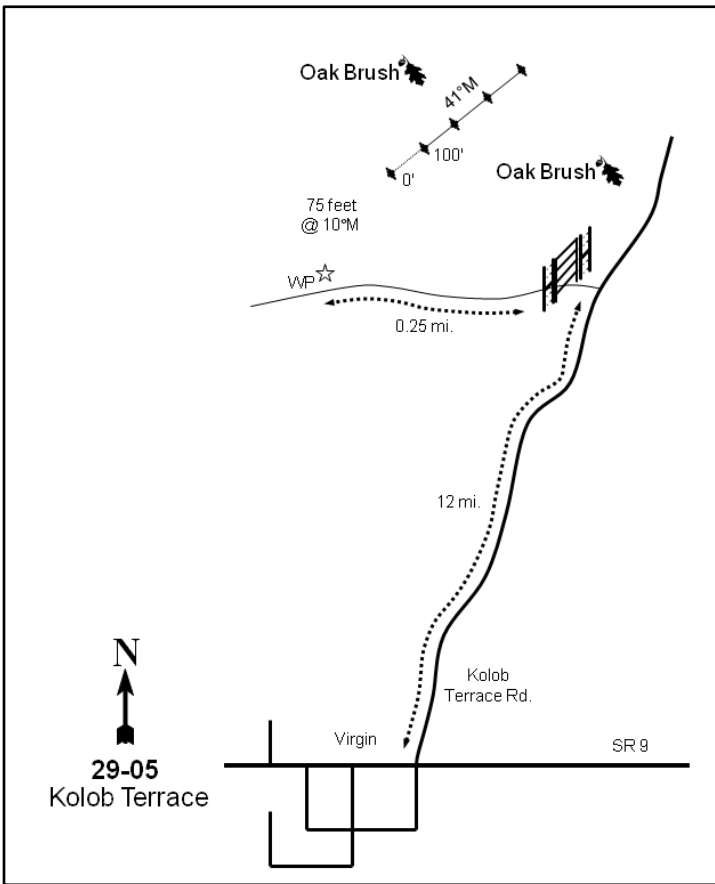 Oak Brush
41°M
100'
0'
Oak Brush
75 feet
@ 10°M
WP
0.25 mi.
12 mi.
Kolob
Terrace Rd.
N
Virgin
SR 9
29-05
Kolob Terrace